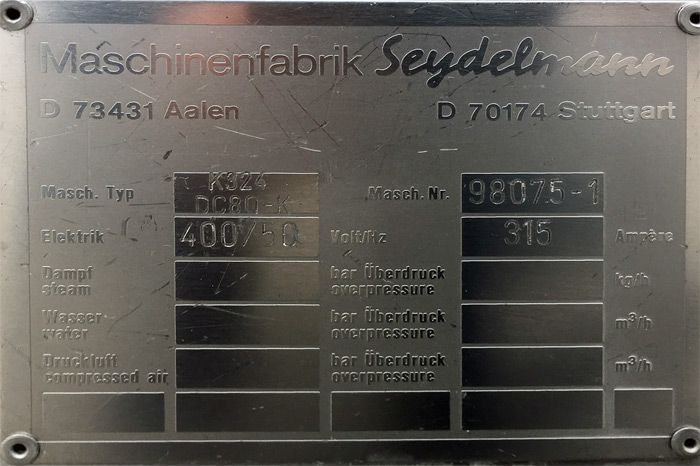 Maschinenfabrik Seydelmann
D 73431 Aalen D 70174 Stuttgart
Masch. Typ K324 DC80-K Masch. Nr. 98075-1
Elektrik 400/50 Volt/Hz 315 Ampère
Dampf bar Überdruck
steam overpressure kg/h
Wasser bar Überdruck
water overpressure m³/h
Druckluft bar Überdruck
compressed air overpressure m³/h